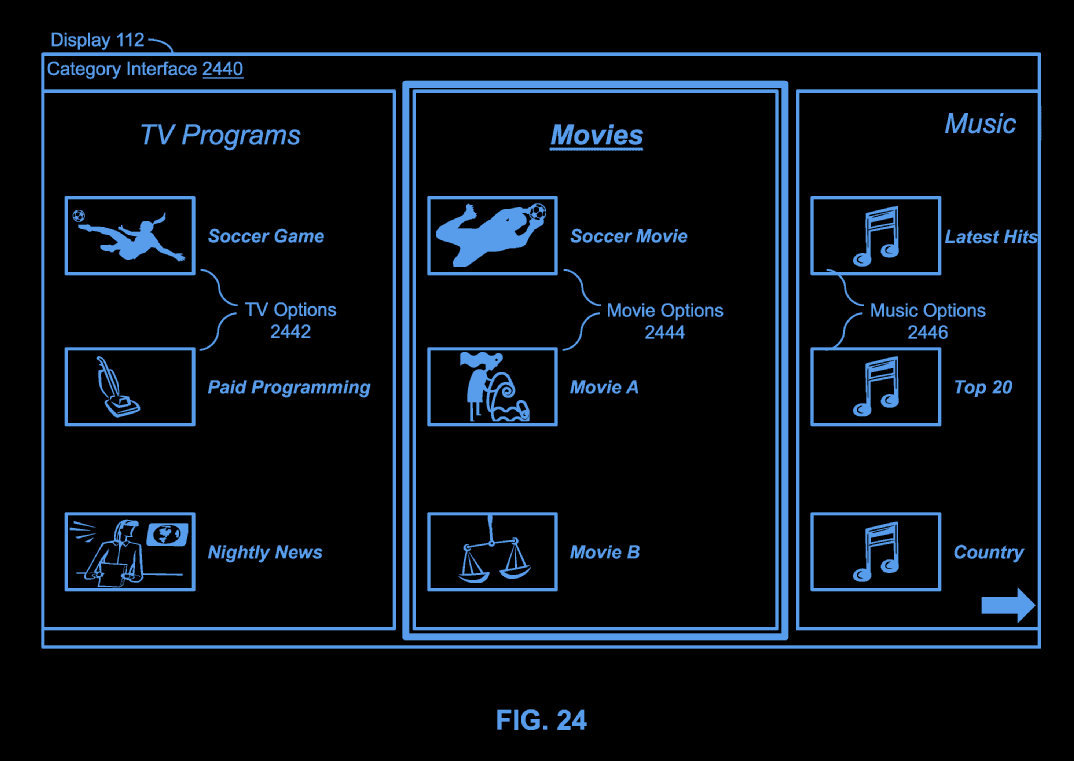 Display 112
Category Interface 2440
TV Programs
Soccer Game
TV Options
2442
Paid Programming
Nightly News
Movies
Soccer Movie
Movie Options
2444
Movie A
Movie B
Music
Latest Hits
Music Options
2446
Top 20
Country
FIG. 24